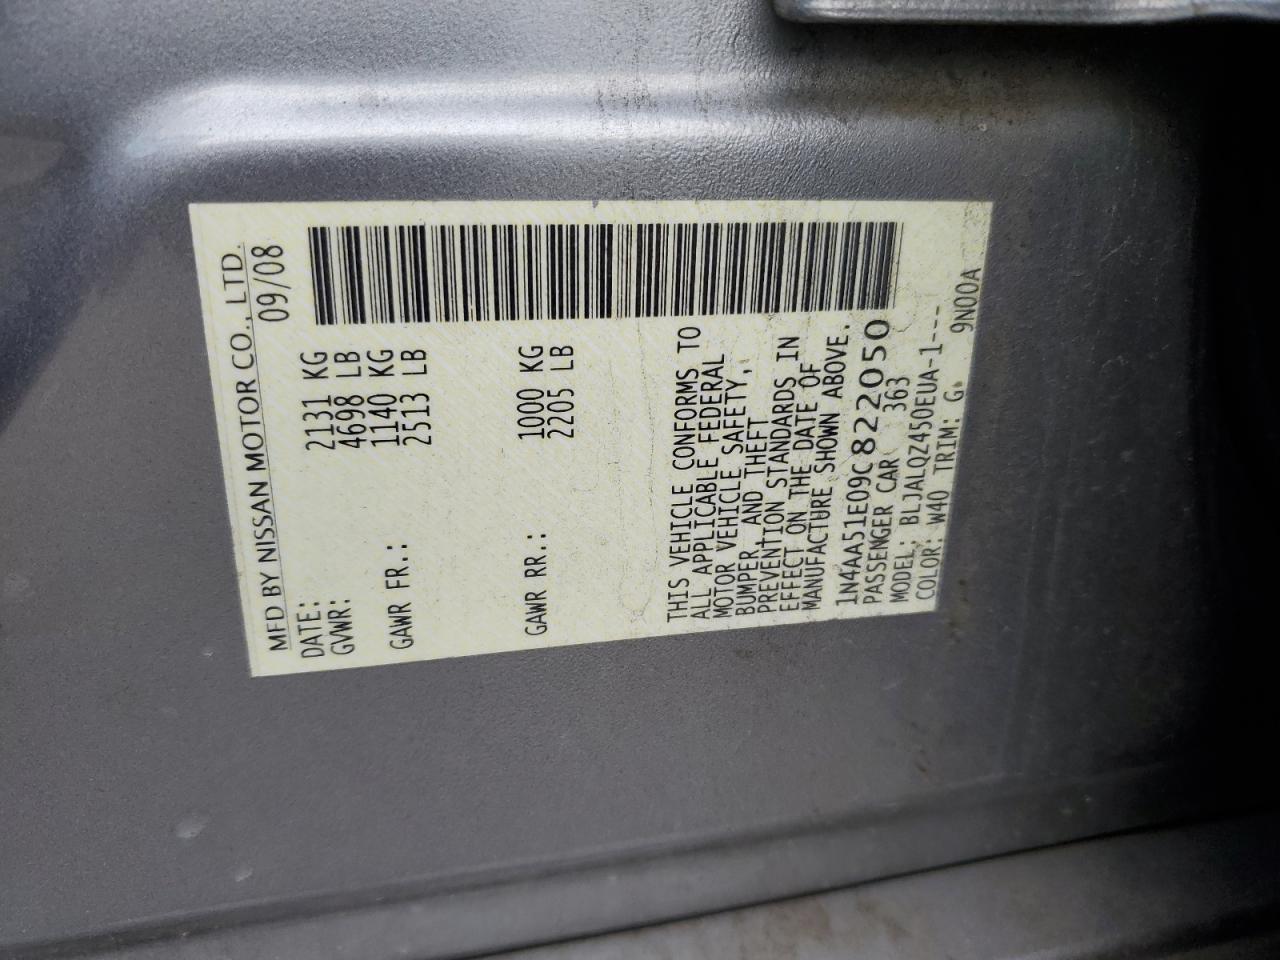 MFD BY NISSAN MOTOR CO., LTD.
DATE: 09/08
GVWR: 2131 KG
4698 LB
GAWR FR.: 1140 KG
2513 LB
GAWR RR.: 1000 KG
2205 LB
THIS VEHICLE CONFORMS TO
ALL APPLICABLE FEDERAL
MOTOR VEHICLE SAFETY,
BUMPER, AND THEFT
PREVENTION STANDARDS IN
EFFECT ON THE DATE OF
MANUFACTURE SHOWN ABOVE.
1N4AA51E09C822050
PASSENGER CAR 363
MODEL: BLJALQZ450EUA-1---
COLOR: W40 TRIM: G 9N00A